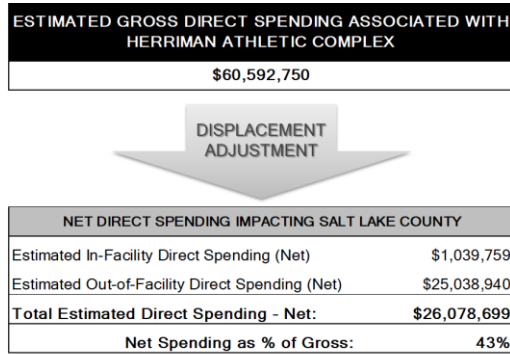 ESTIMATED GROSS DIRECT SPENDING ASSOCIATED WITH
HERRIMAN ATHLETIC COMPLEX
$60,592,750
DISPLACEMENT
ADJUSTMENT
NET DIRECT SPENDING IMPACTING SALT LAKE COUNTY
Estimated In-Facility Direct Spending (Net) $1,039,759
Estimated Out-of-Facility Direct Spending (Net) $25,038,940
Total Estimated Direct Spending - Net: $26,078,699
Net Spending as % of Gross: 43%